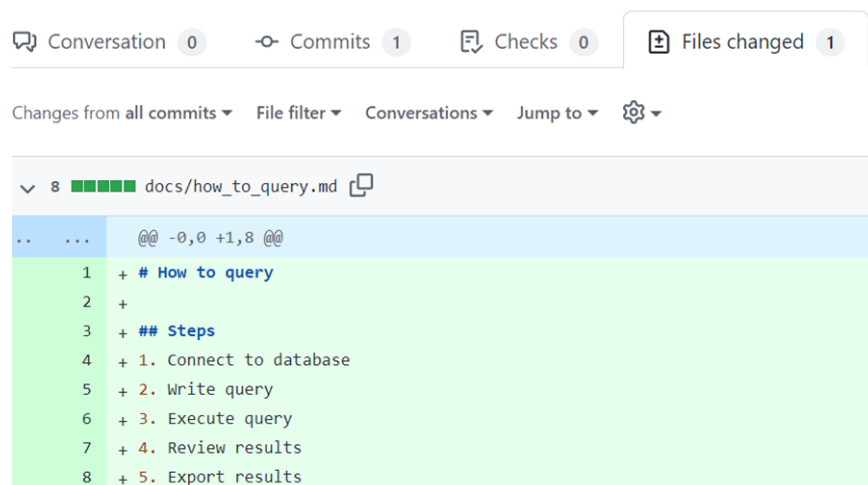 Conversation 0 Commits 1 Checks 0 Files changed 1
Changes from all commits File filter Conversations Jump to
8 docs/how_to_query.md
.. ... @@ -0,0 +1,8 @@
1 + # How to query
2 +
3 + ## Steps
4 + 1. Connect to database
5 + 2. Write query
6 + 3. Execute query
7 + 4. Review results
8 + 5. Export results